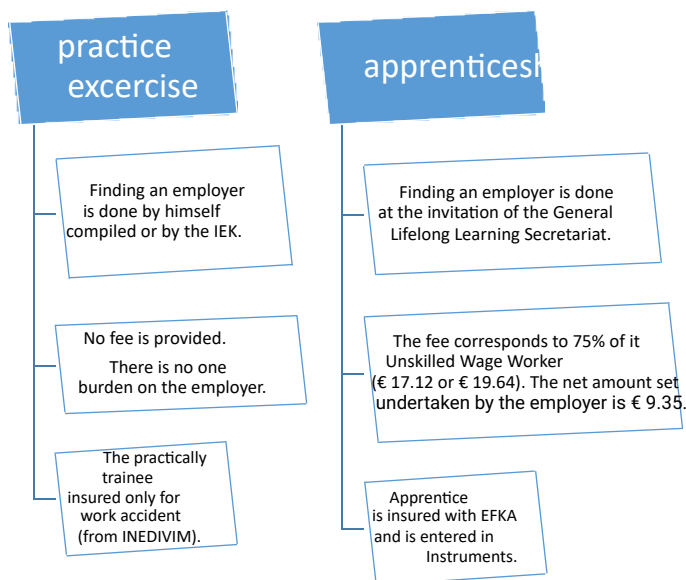 practice
excercise
Finding an employer
is done by himself
compiled or by the IEK.
No fee is provided.
There is no one
burden on the employer.
The practically
trainee
insured only for
work accident
(from INEDIVIM).
apprenticesh
Finding an employer is done
at the invitation of the General
Lifelong Learning Secretariat.
The fee corresponds to 75% of it
Unskilled Wage Worker
(€ 17.12 or € 19.64). The net amount set
undertaken by the employer is € 9.35.
Apprentice
is insured with EFKA
and is entered in
Instruments.